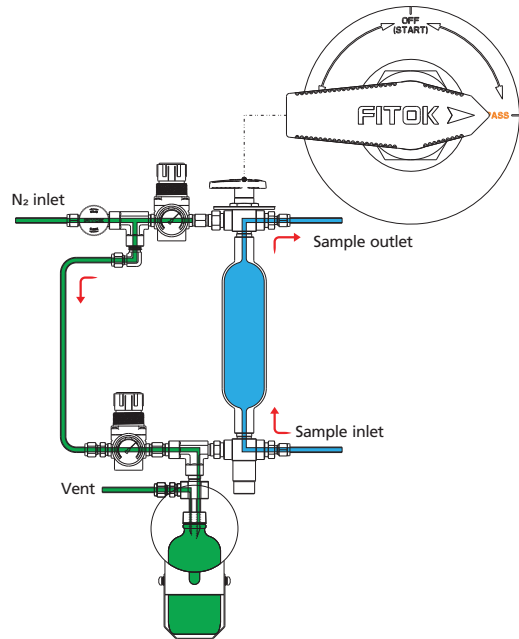 OFF
(START)
FITOK
ASS
N₂ inlet
Sample outlet
Sample inlet
Vent